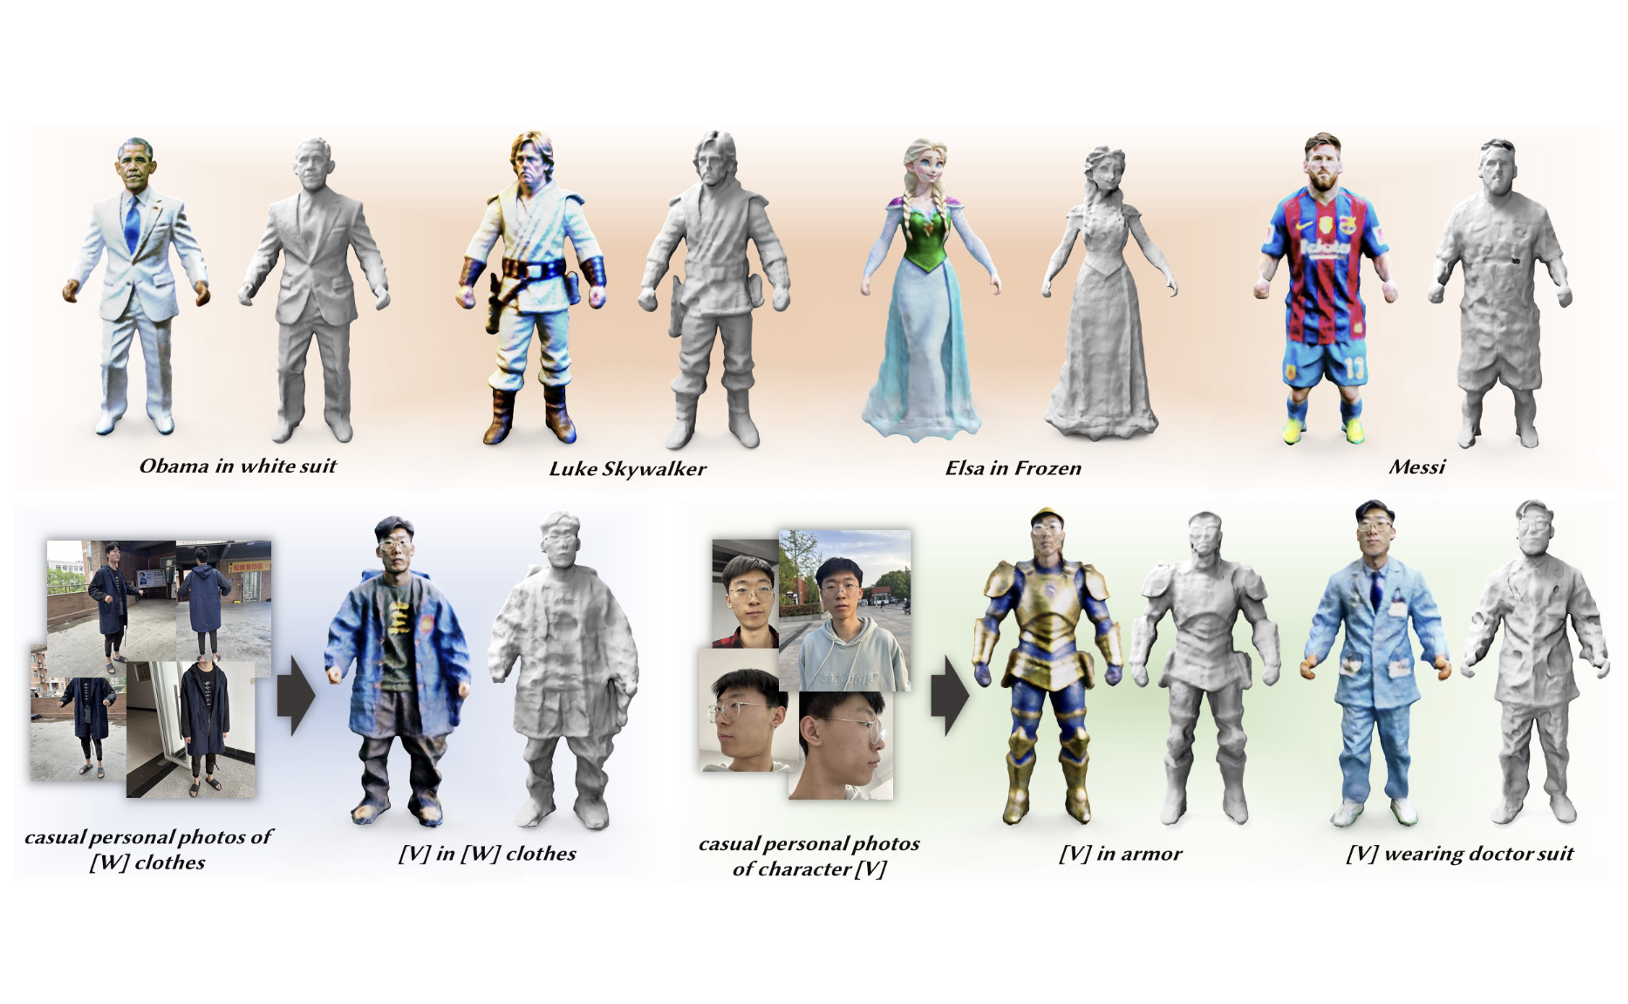 Obama in white suit
Luke Skywalker
Elsa in Frozen
Messi
casual personal photos of
[W] clothes
[V] in [W] clothes
casual personal photos
of character [V]
[V] in armor
[V] wearing doctor suit